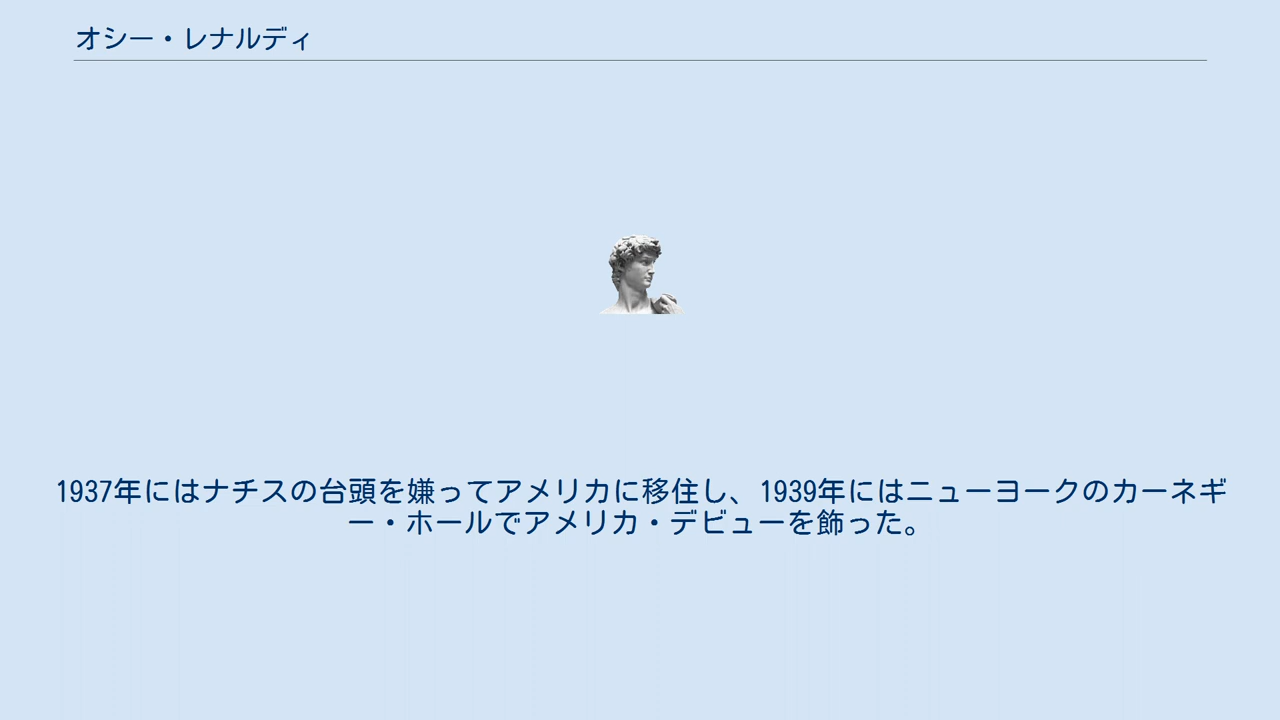 オシー・レナルディ
1937年にはナチスの台頭を嫌ってアメリカに移住し、1939年にはニューヨークのカーネギ
ー・ホールでアメリカ・デビューを飾った。